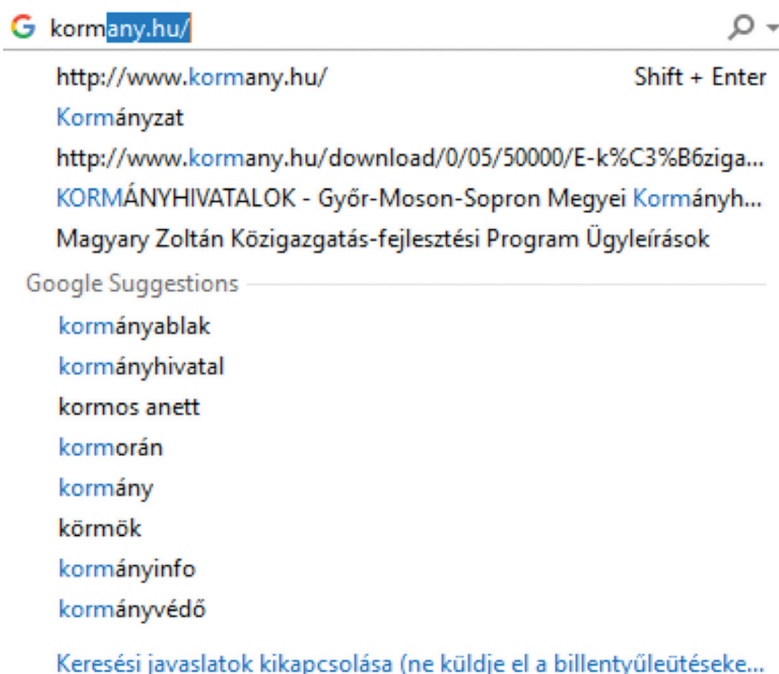 kormany.hu/
http://www.kormany.hu/ Shift + Enter
Kormányzat
http://www.kormany.hu/download/0/05/50000/E-k%C3%B6ziga...
KORMÁNYHIVATALOK - Győr-Moson-Sopron Megyei Kormányh...
Magyary Zoltán Közigazgatás-fejlesztési Program Ügyleírások
Google Suggestions
kormányablak
kormányhivatal
kormos anett
kormorán
kormány
körmök
kormányinfo
kormányvédő
Keresési javaslatok kikapcsolása (ne küldje el a billentyűleütéseke...